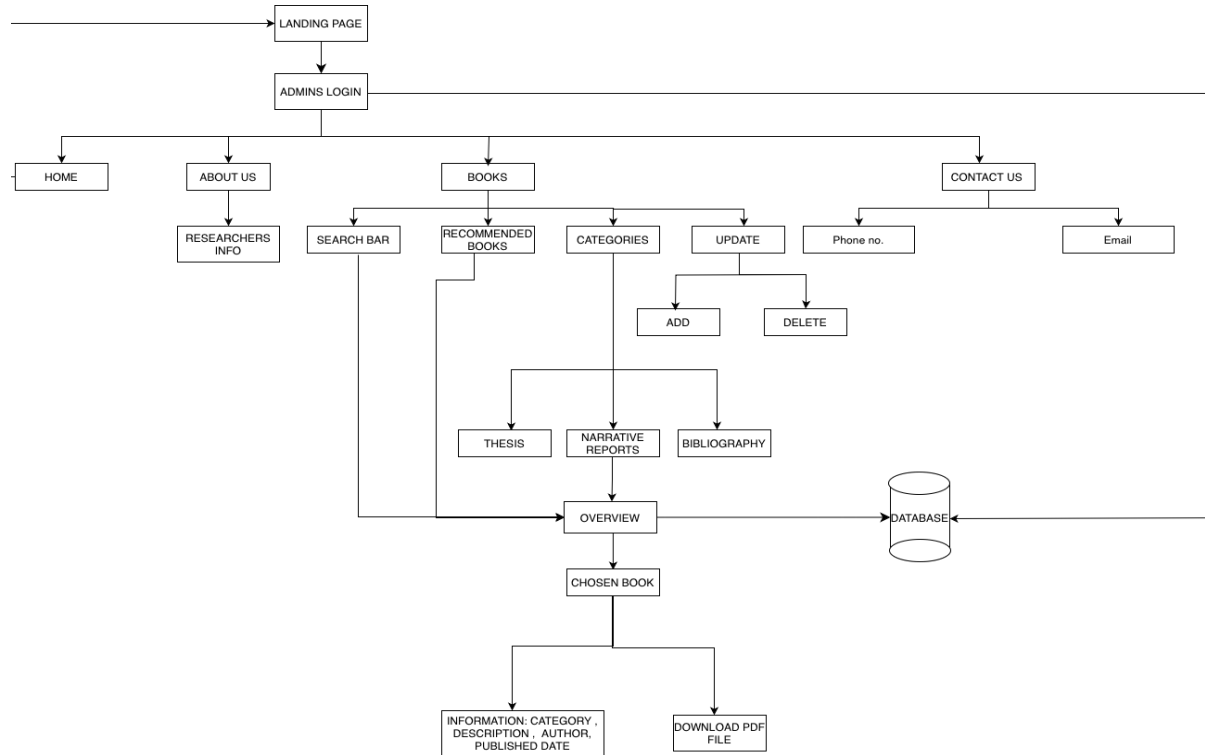 LANDING PAGE
ADMINS LOGIN
HOME
ABOUT US
BOOKS
CONTACT US
RESEARCHERS
INFO
SEARCH BAR
RECOMMENDED
BOOKS
CATEGORIES
UPDATE
Phone no.
Email
ADD
DELETE
THESIS
NARRATIVE
REPORTS
BIBLIOGRAPHY
OVERVIEW
DATABASE
CHOSEN BOOK
INFORMATION: CATEGORY ,
DESCRIPTION , AUTHOR,
PUBLISHED DATE
DOWNLOAD PDF
FILE